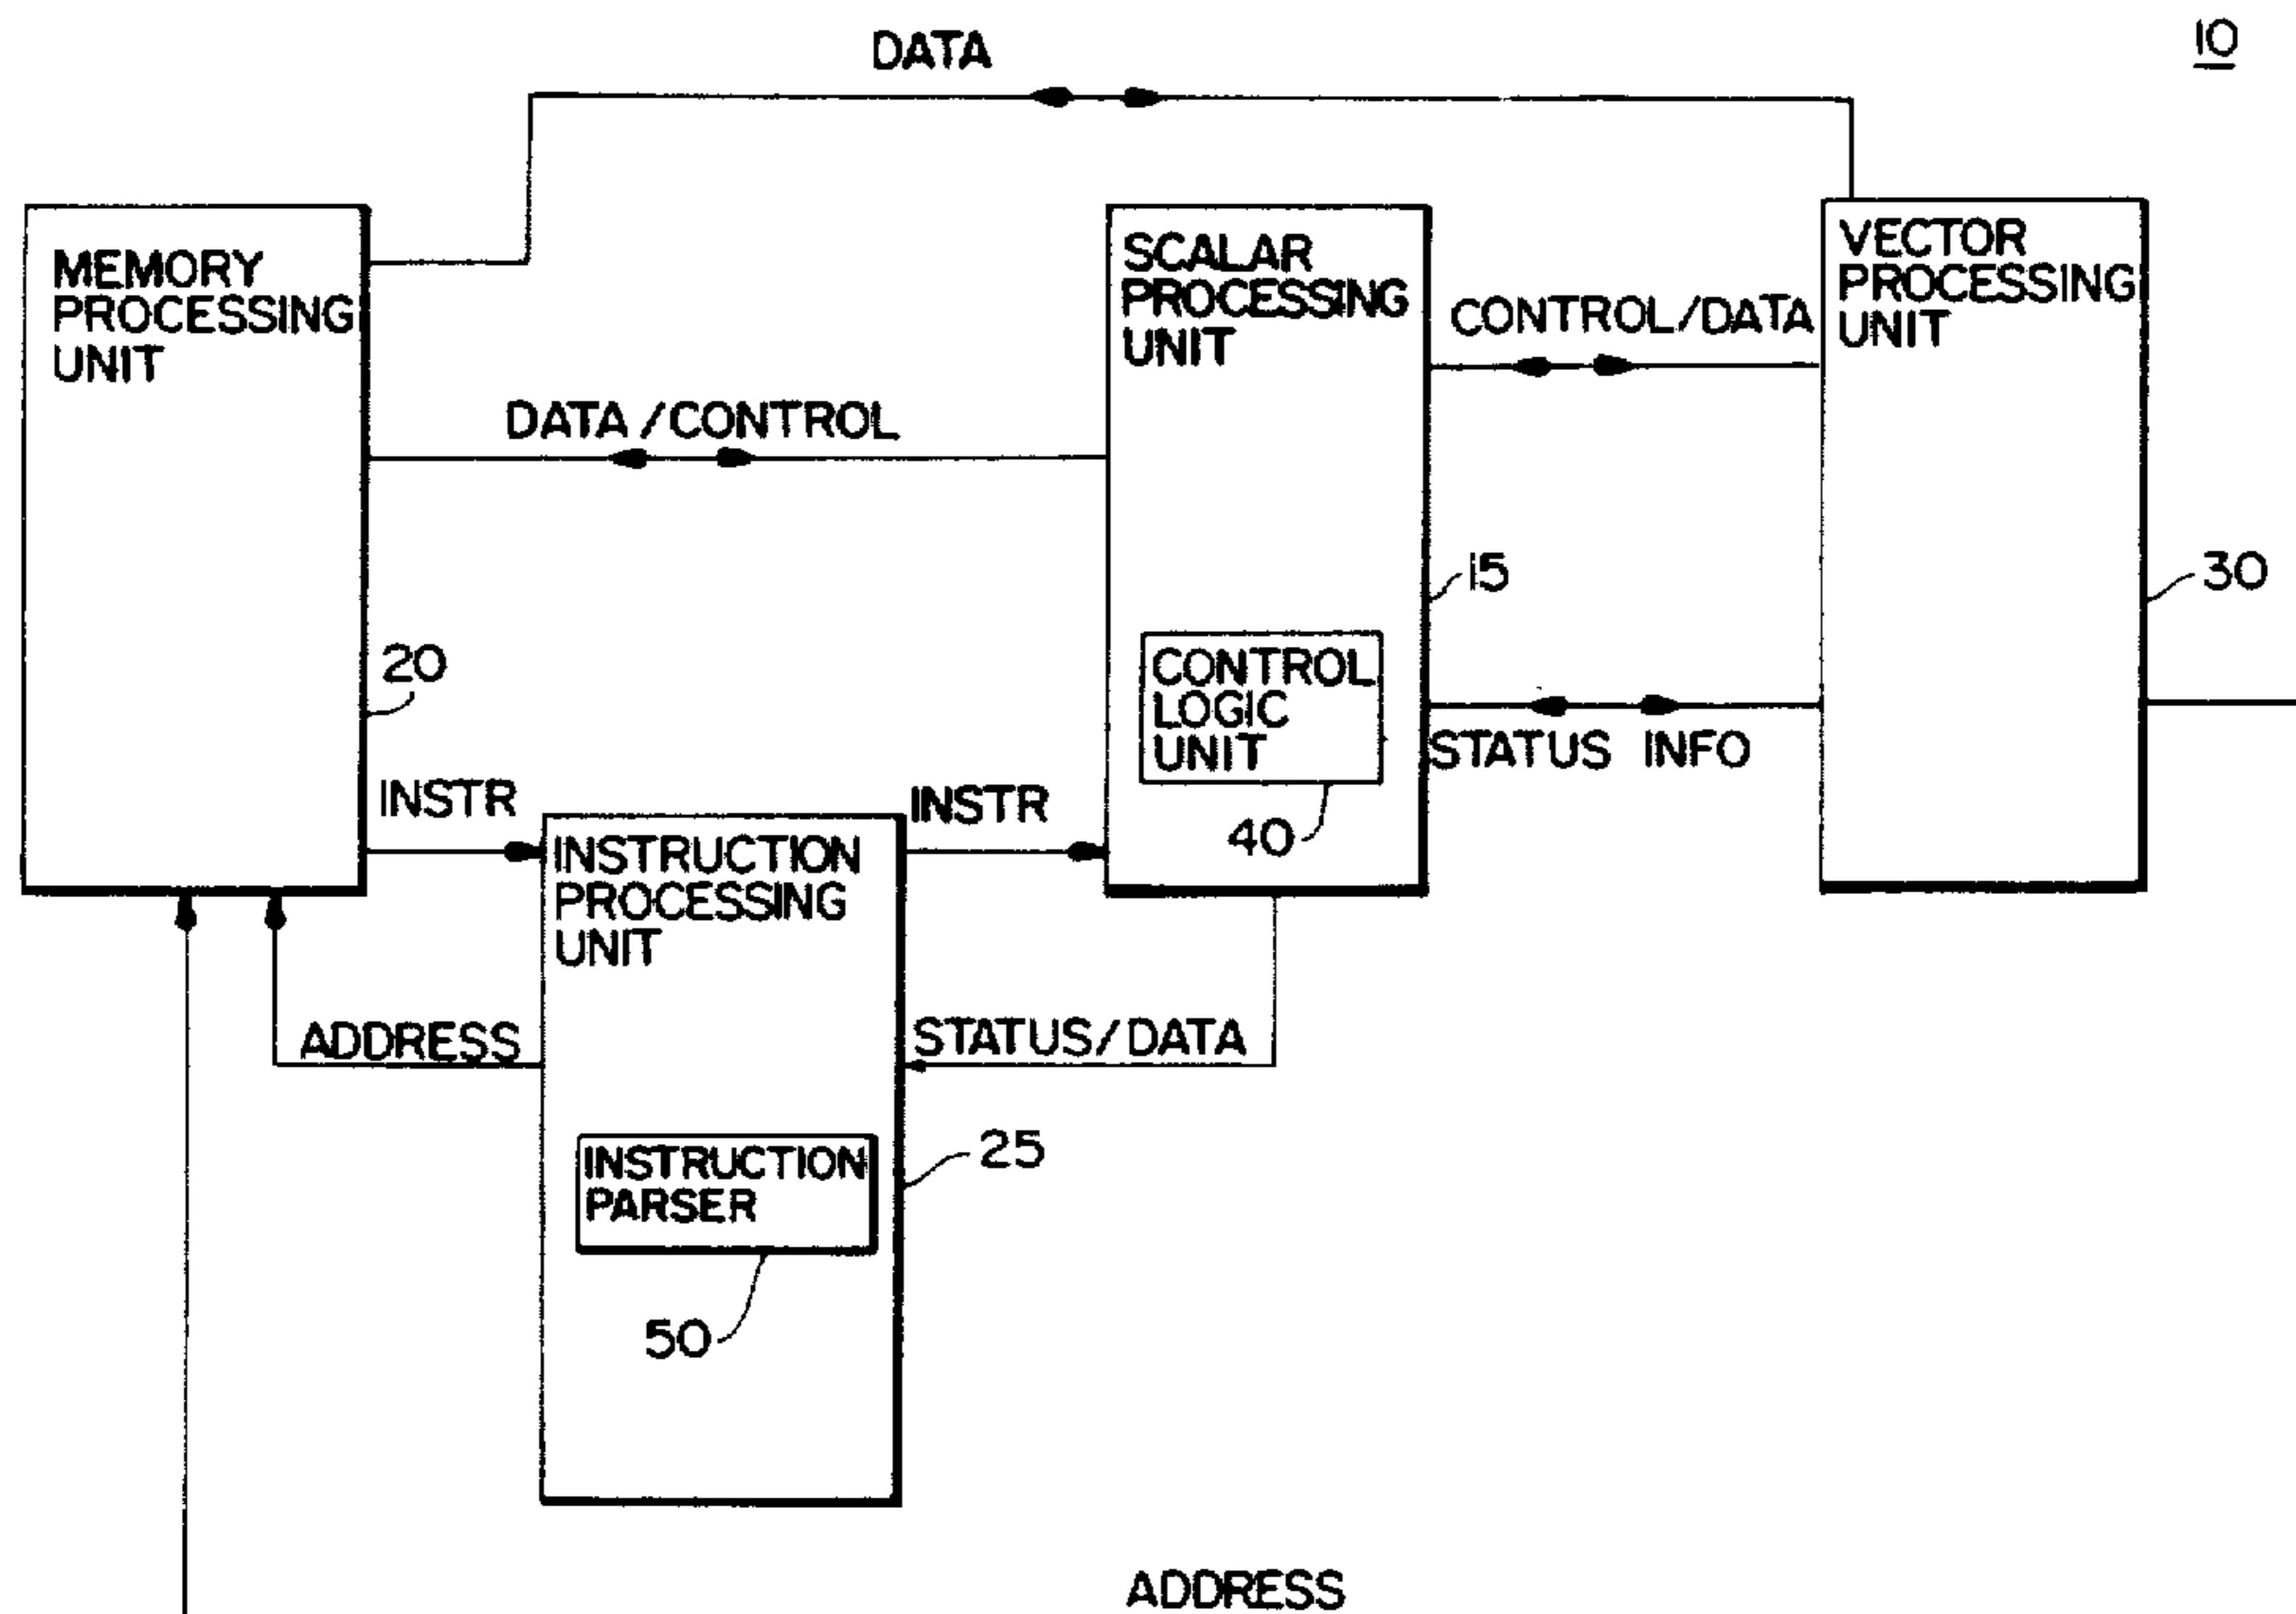 DATA
10
MEMORY
PROCESSING
UNIT
SCALAR
PROCESSING
UNIT
VECTOR
PROCESSING
UNIT
CONTROL/DATA
DATA/CONTROL
15
30
20
CONTROL
LOGIC
UNIT
STATUS INFO
40
INSTR
INSTR
INSTRUCTION
PROCESSING
UNIT
ADDRESS
STATUS/DATA
25
INSTRUCTION
PARSER
50
ADDRESS